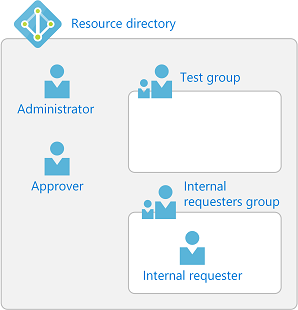 Resource directory
Administrator
Test group
Approver
Internal
requesters group
Internal requester